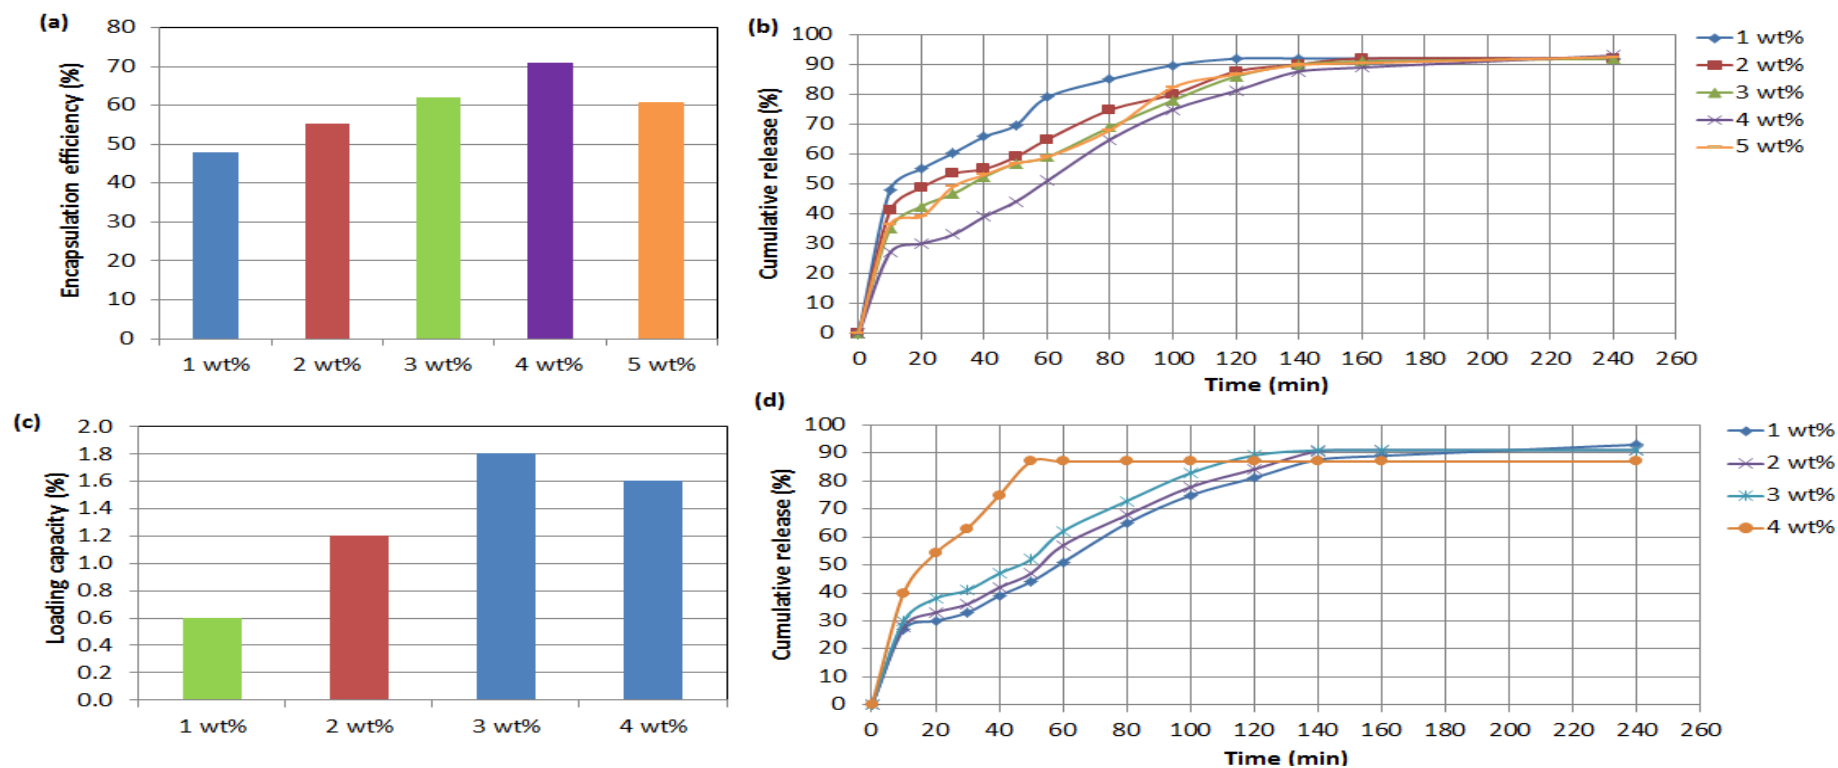 (a)
80
70
60
50
40
30
20
10
0
Encapsulation efficiency (%)
1 wt% 2 wt% 3 wt% 4 wt% 5 wt%
(b)
100
90
80
70
60
50
40
30
20
10
0
Cumulative release (%)
0 20 40 60 80 100 120 140 160 180 200 220 240 260
Time (min)
1 wt%
2 wt%
3 wt%
4 wt%
5 wt%
(c)
2.0
1.8
1.6
1.4
1.2
1.0
0.8
0.6
0.4
0.2
0.0
Loading capacity (%)
1 wt% 2 wt% 3 wt% 4 wt%
(d)
100
90
80
70
60
50
40
30
20
10
0
Cumulative release (%)
0 20 40 60 80 100 120 140 160 180 200 220 240 260
Time (min)
1 wt%
2 wt%
3 wt%
4 wt%